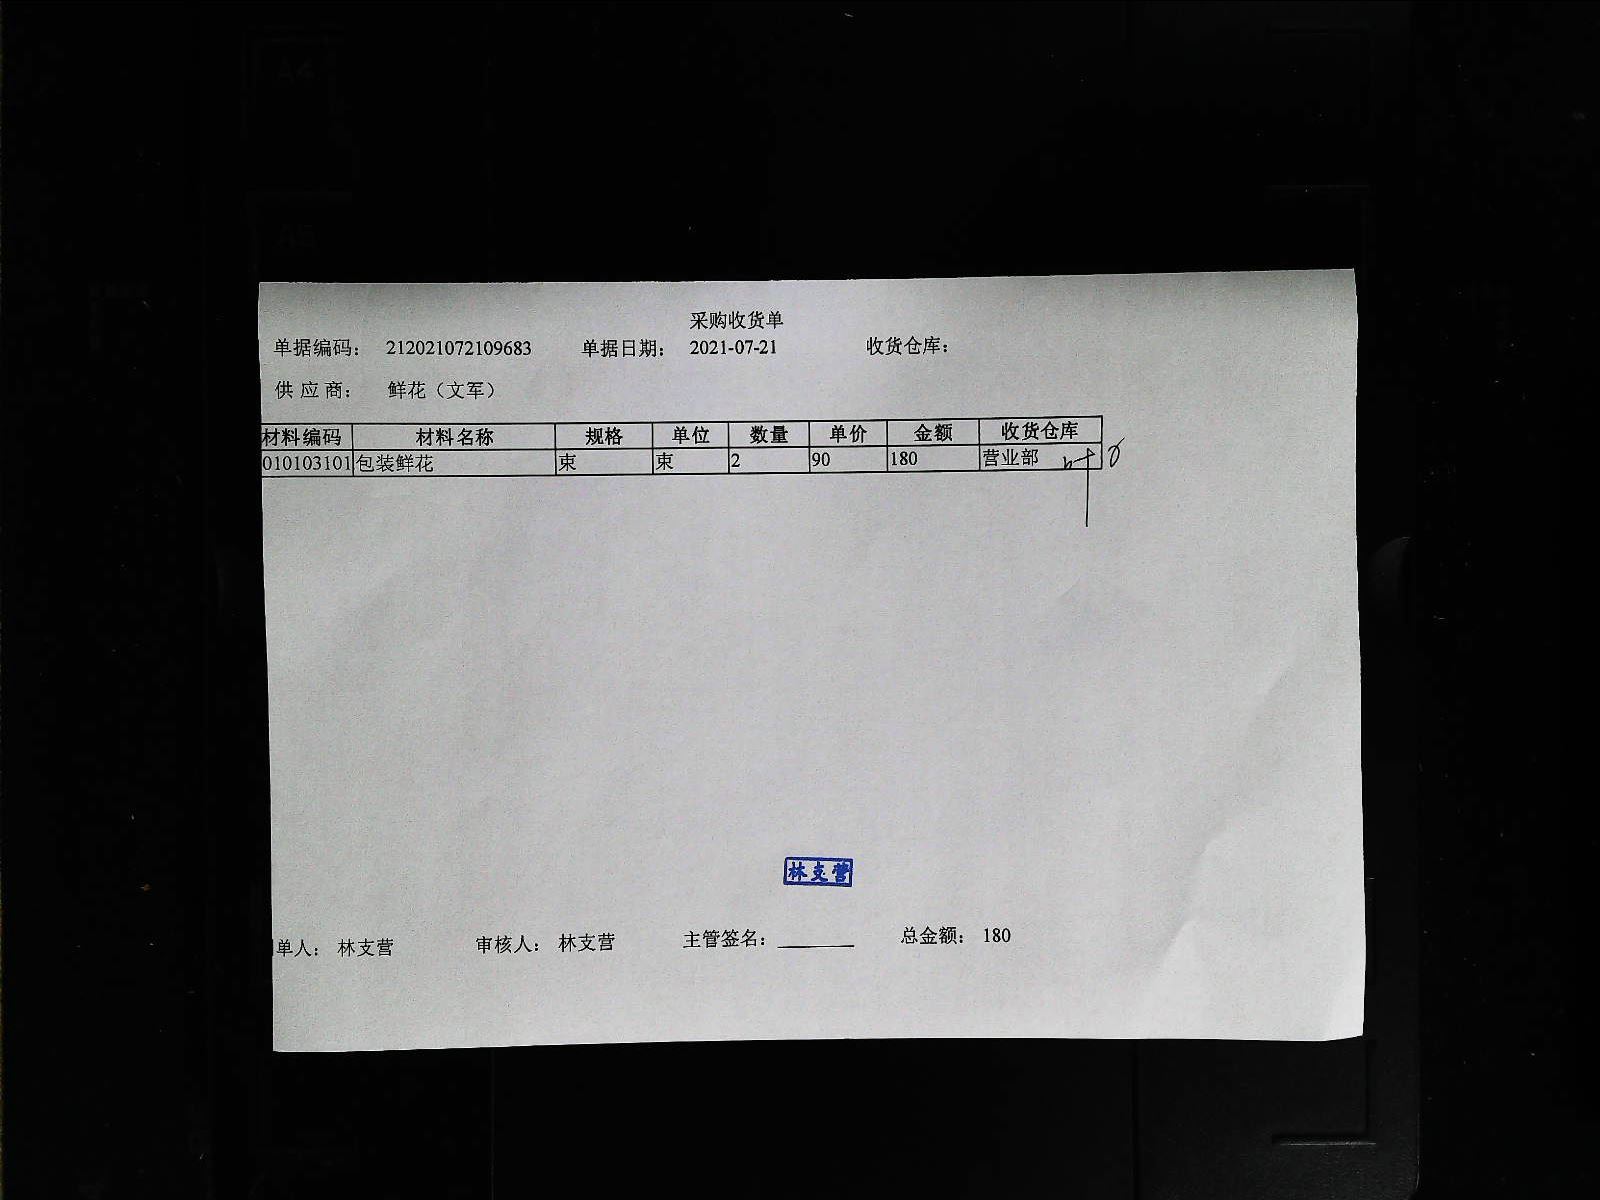 采购收货单
单据编码： 212021072109683 单据日期： 2021-07-21 收货仓库：
供 应 商： 鲜花（文军）
材料编码 材料名称 规格 单位 数量 单价 金额 收货仓库
010103101 包装鲜花 束 束 2 90 180 营业部
林支营
单人： 林支营 审核人： 林支营 主管签名： 总金额： 180